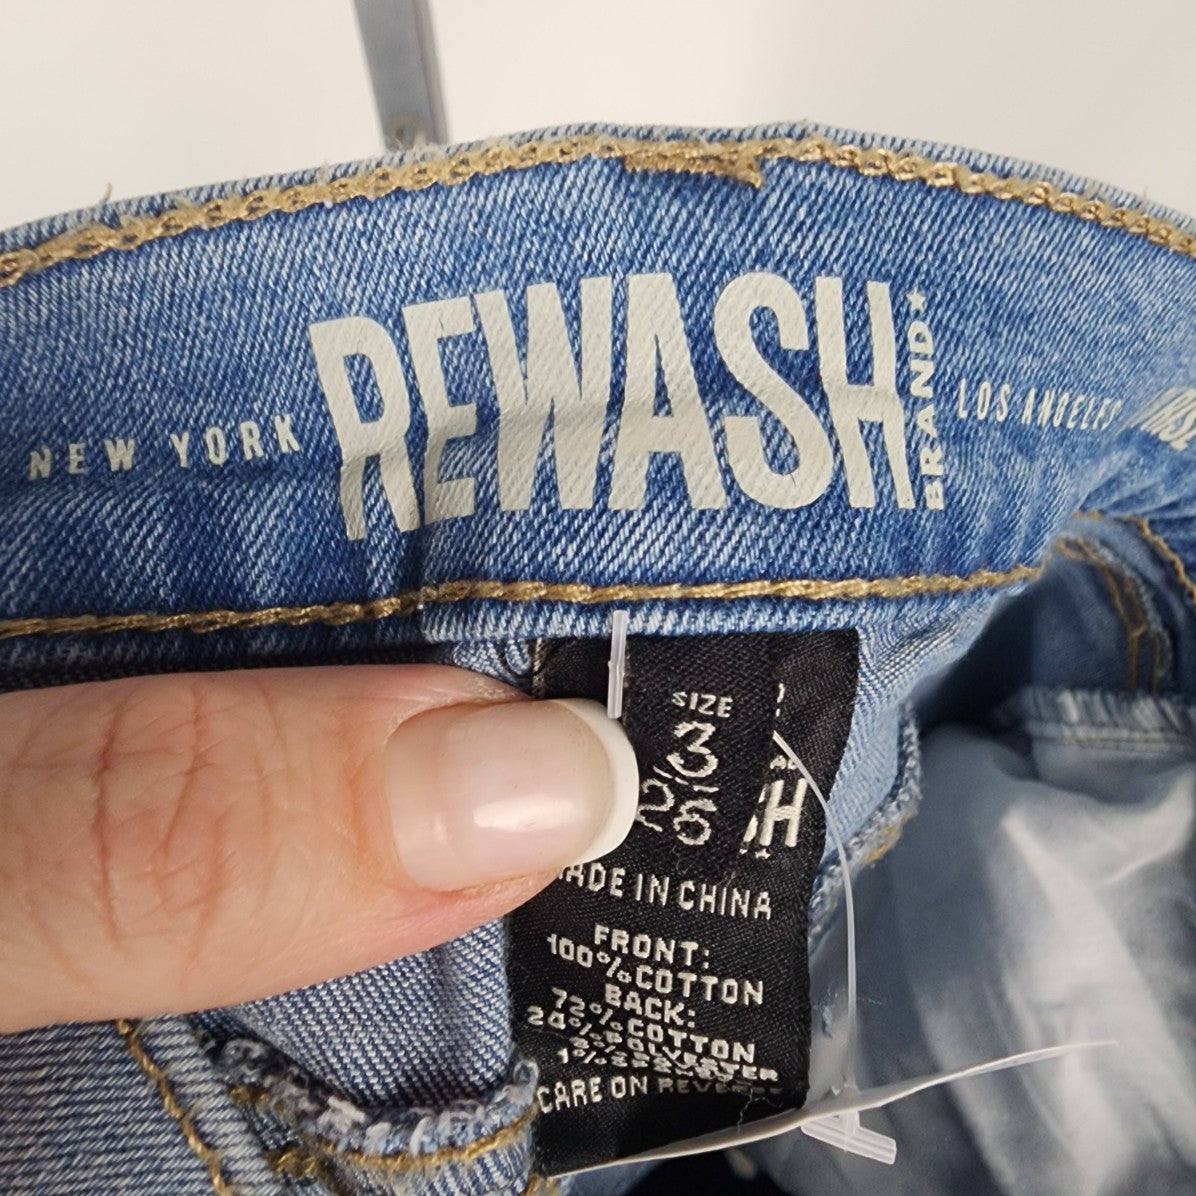 NEW YORK REWASH BRAND★ LOS ANGELES
SIZE
3
26
MADE IN CHINA
FRONT:
100%COTTON
BACK:
72%COTTON
CARE ON REVERSE